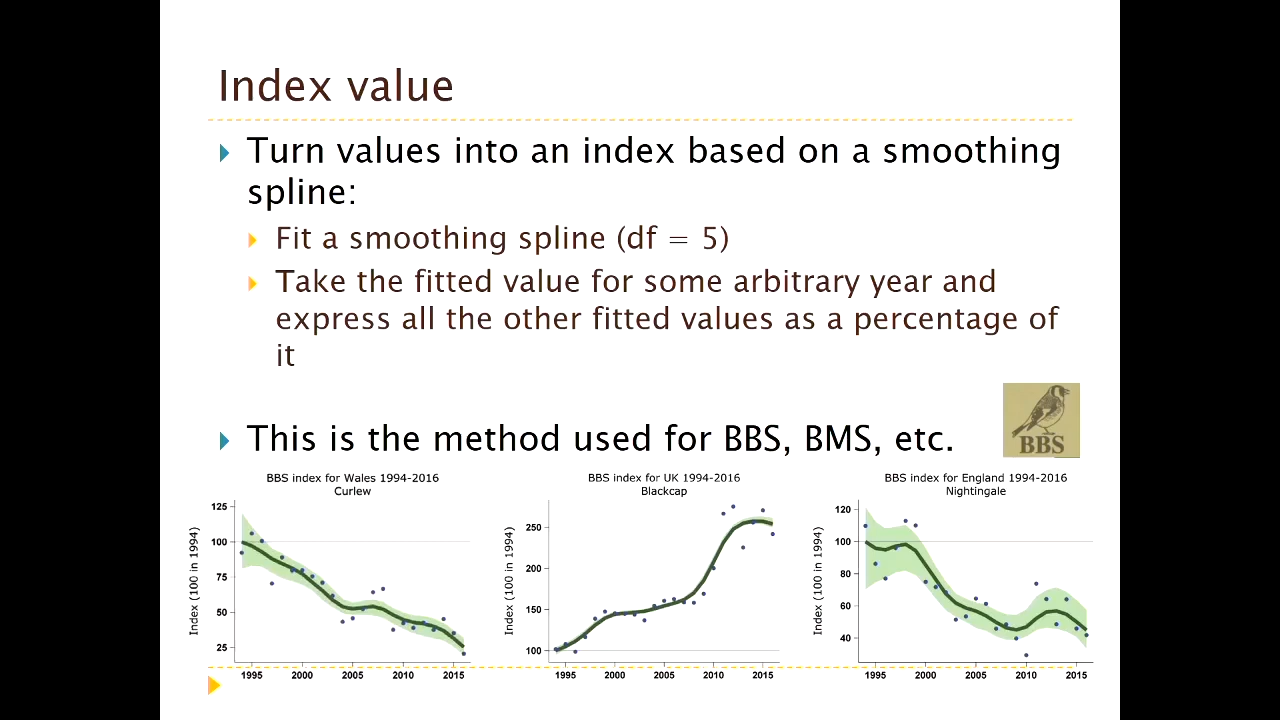 Index value
Turn values into an index based on a smoothing
spline:
Fit a smoothing spline (df = 5)
Take the fitted value for some arbitrary year and
express all the other fitted values as a percentage of
it
This is the method used for BBS, BMS, etc.
BBS
BBS index for Wales 1994-2016
Curlew
Index (100 in 1994)
125
100
75
50
25
1995 2000 2005 2010 2015
BBS index for UK 1994-2016
Blackcap
Index (100 in 1994)
250
200
150
100
1995 2000 2005 2010 2015
BBS index for England 1994-2016
Nightingale
Index (100 in 1994)
120
100
80
60
40
1995 2000 2005 2010 2015